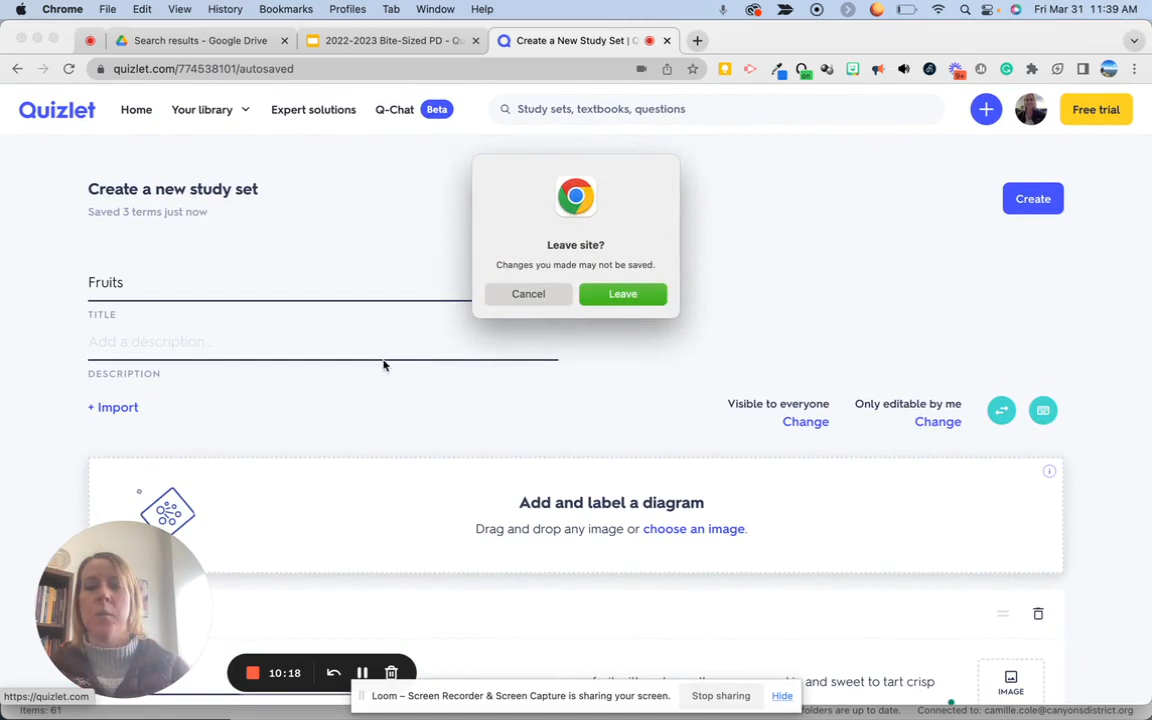 Chrome File Edit View History Bookmarks Profiles Tab Window Help Fri Mar 31 11:39 AM
Search results - Google Drive 2022-2023 Bite-Sized PD - Qu Create a New Study Set | Q
quizlet.com/774538101/autosaved 9+
Quizlet Home Your library Expert solutions Q-Chat Beta Study sets, textbooks, questions Free trial
Create a new study set
Saved 3 terms just now
Create
Leave site?
Changes you made may not be saved.
Cancel Leave
Fruits
TITLE
Add a description...
DESCRIPTION
+ Import
Visible to everyone Only editable by me
Change Change
Add and label a diagram
Drag and drop any image or choose an image.
and sweet to tart crisp
IMAGE
10:18
Loom – Screen Recorder & Screen Capture is sharing your screen. Stop sharing Hide
https://quizlet.com
items: 61 folders are up to date. Connected to: camille.cole@canyonsdistrict.org